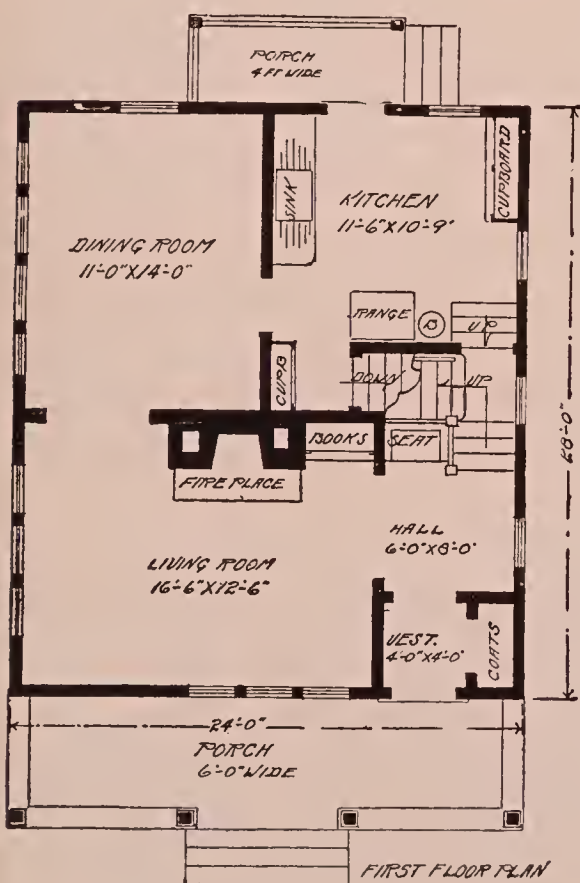 PORCH
4 FT WIDE
KITCHEN
11'-6"X10'-9"
CUPBOARD
SINK
DINING ROOM
11'-0"X14'-0"
RANGE
UP
CUPB
DOWN
UP
BOOKS
SEAT
FIRE PLACE
HALL
6'-0"X8'-0"
LIVING ROOM
16'-6"X12'-6"
VEST.
4'-0"X4'-0"
COATS
28'-0"
24'-0"
PORCH
6'-0" WIDE
FIRST FLOOR PLAN